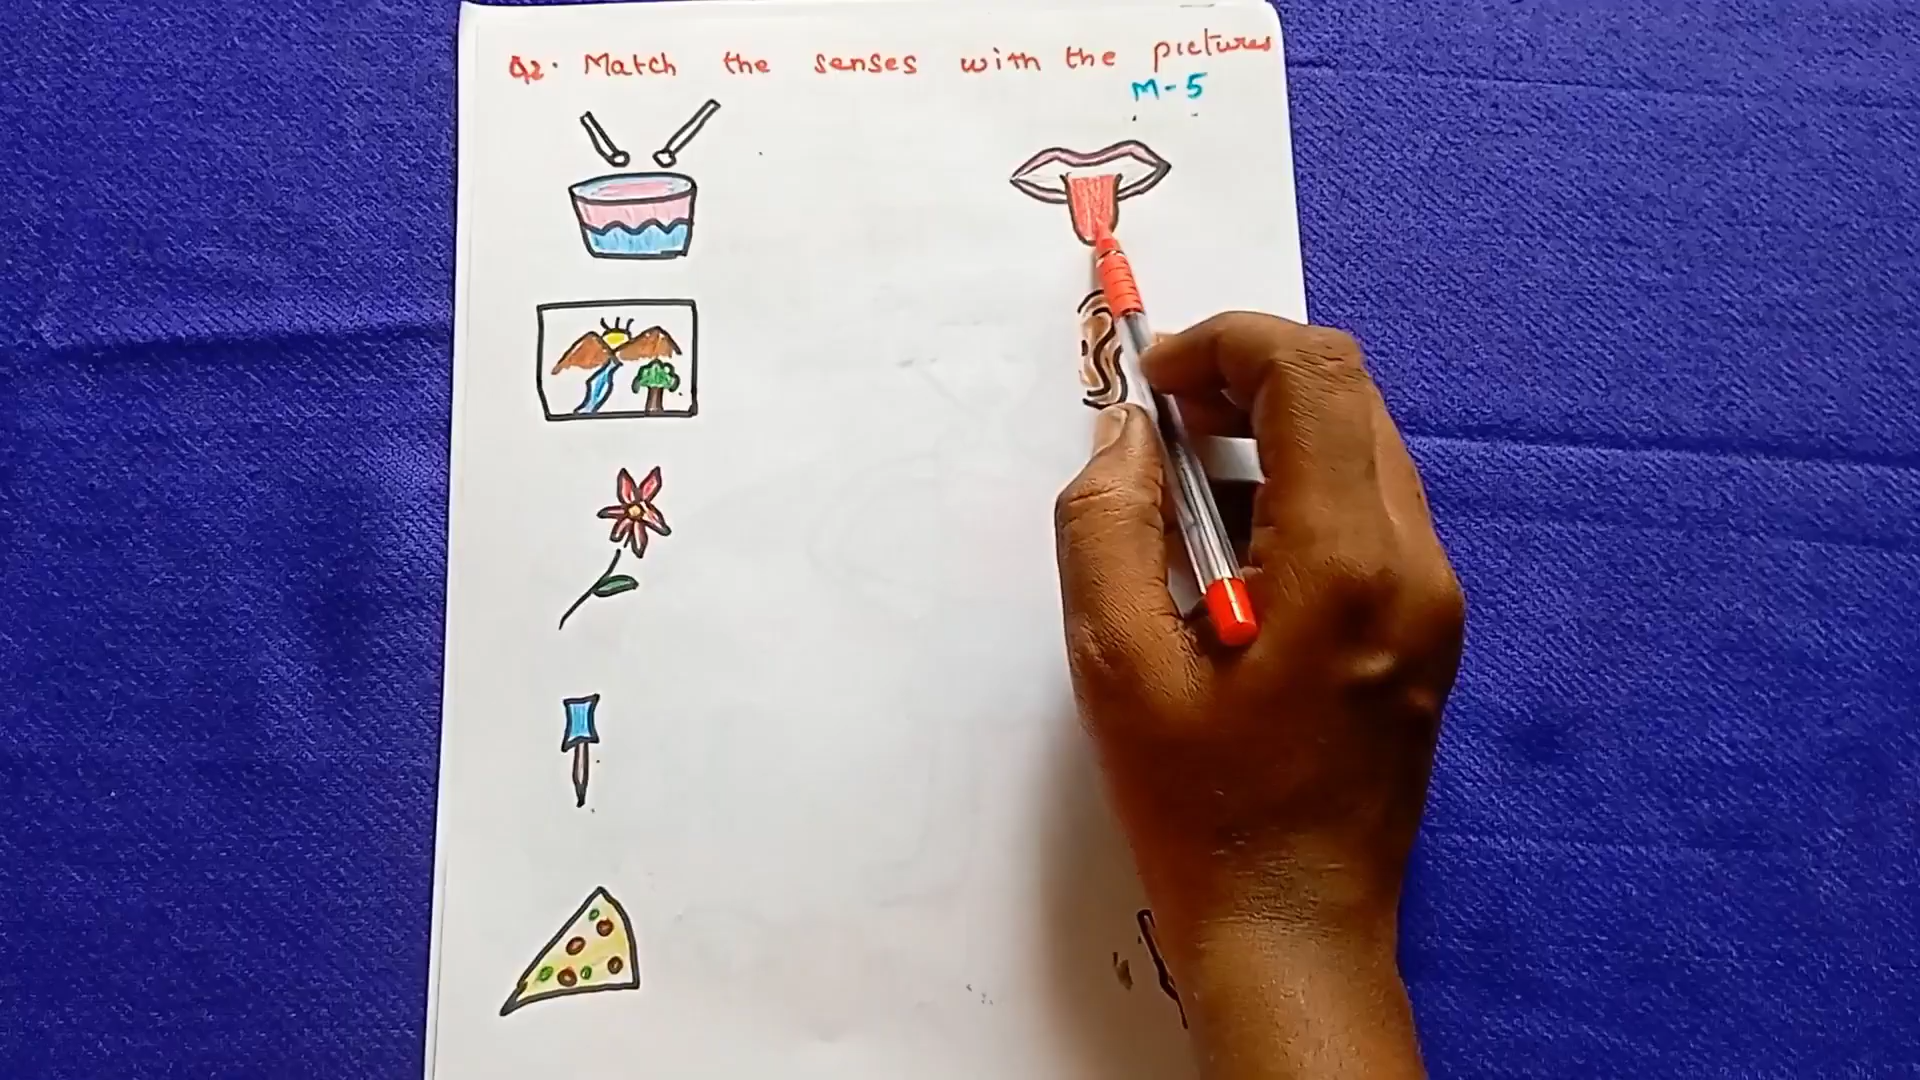 Q2. Match the senses with the pictures
M-5